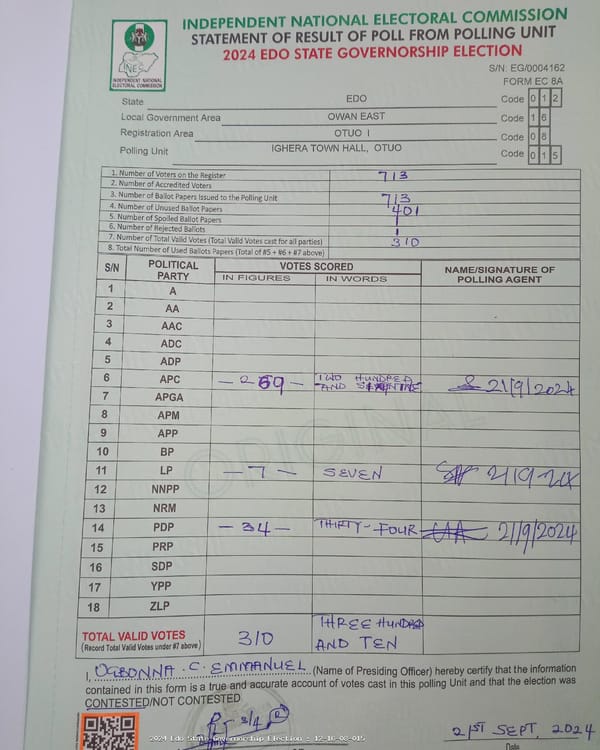 INDEPENDENT NATIONAL ELECTORAL COMMISSION
STATEMENT OF RESULT OF POLL FROM POLLING UNIT
2024 EDO STATE GOVERNORSHIP ELECTION
INEC
INDEPENDENT NATIONAL
ELECTORAL COMMISSION
S/N: EG/0004162
FORM EC 8A
State EDO Code 0 1 2
Local Government Area OWAN EAST Code 1 6
Registration Area OTUO I Code 0 8
Polling Unit IGHERA TOWN HALL, OTUO Code 0 1 5
1. Number of Voters on the Register 713
2. Number of Accredited Voters
3. Number of Ballot Papers Issued to the Polling Unit 713
4. Number of Unused Ballot Papers 401
5. Number of Spoiled Ballot Papers 1
6. Number of Rejected Ballots 1
7. Number of Total Valid Votes (Total Valid Votes cast for all parties) 310
8. Total Number of Used Ballots Papers (Total of #5 + #6 + #7 above)
S/N POLITICAL PARTY VOTES SCORED NAME/SIGNATURE OF POLLING AGENT
IN FIGURES IN WORDS
1 A
2 AA
3 AAC
4 ADC
5 ADP
6 APC - 269 - TWO HUNDRED AND 21/9/2024
7 APGA
8 APM
9 APP
10 BP
11 LP - 7 - SEVEN
12 NNPP
13 NRM
14 PDP - 34 - THIRTY-FOUR 21/9/2024
15 PRP
16 SDP
17 YPP
18 ZLP
ORIGINAL
TOTAL VALID VOTES 310 THREE HUNDRED AND TEN
(Record Total Valid Votes under #7 above)
I, OGBONNA . C. EMMANUEL (Name of Presiding Officer) hereby certify that the information
contained in this form is a true and accurate account of votes cast in this polling Unit and that the election was
CONTESTED/NOT CONTESTED
21ST SEPT, 2024
2024 Edo State Governorship Election - 12-16-08-015
Date